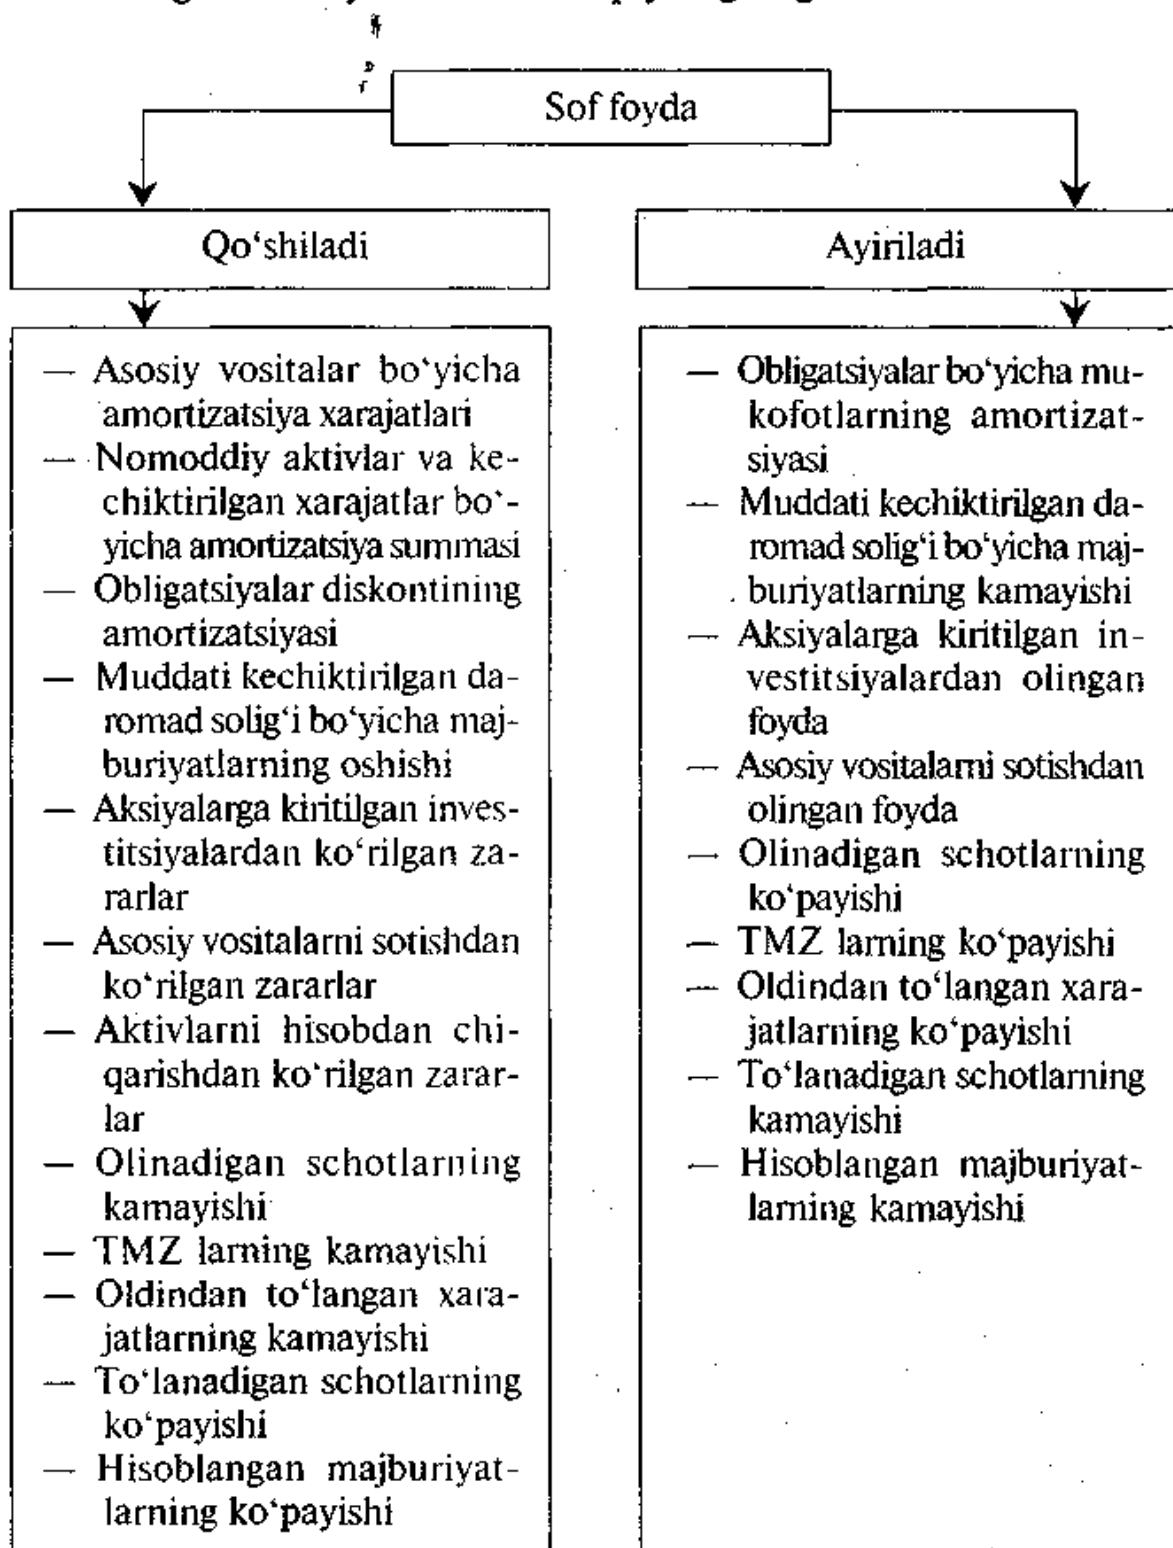 Sof foyda
Qo‘shiladi
Ayiriladi
— Asosiy vositalar bo‘yicha
amortizatsiya xarajatlari
— Nomoddiy aktivlar va ke-
chiktirilgan xarajatlar bo‘-
yicha amortizatsiya summasi
— Obligatsiyalar diskontining
amortizatsiyasi
— Muddati kechiktirilgan da-
romad solig‘i bo‘yicha maj-
buriyatlarning oshishi
— Aksiyalarga kiritilgan inves-
titsiyalardan ko‘rilgan za-
rarlar
— Asosiy vositalarni sotishdan
ko‘rilgan zararlar
— Aktivlarni hisobdan chi-
qarishdan ko‘rilgan zarar-
lar
— Olinadigan schotlarning
kamayishi
— TMZ larning kamayishi
— Oldindan to‘langan xara-
jatlarning kamayishi
— To‘lanadigan schotlarning
ko‘payishi
— Hisoblangan majburiyat-
larning ko‘payishi
— Obligatsiyalar bo‘yicha mu-
kofotlarning amortizat-
siyasi
— Muddati kechiktirilgan da-
romad solig‘i bo‘yicha maj-
buriyatlarning kamayishi
— Aksiyalarga kiritilgan in-
vestitsiyalardan olingan
foyda
— Asosiy vositalarni sotishdan
olingan foyda
— Olinadigan schotlarning
ko‘payishi
— TMZ larning ko‘payishi
— Oldindan to‘langan xara-
jatlarning ko‘payishi
— To‘lanadigan schotlarning
kamayishi
— Hisoblangan majburiyat-
larning kamayishi